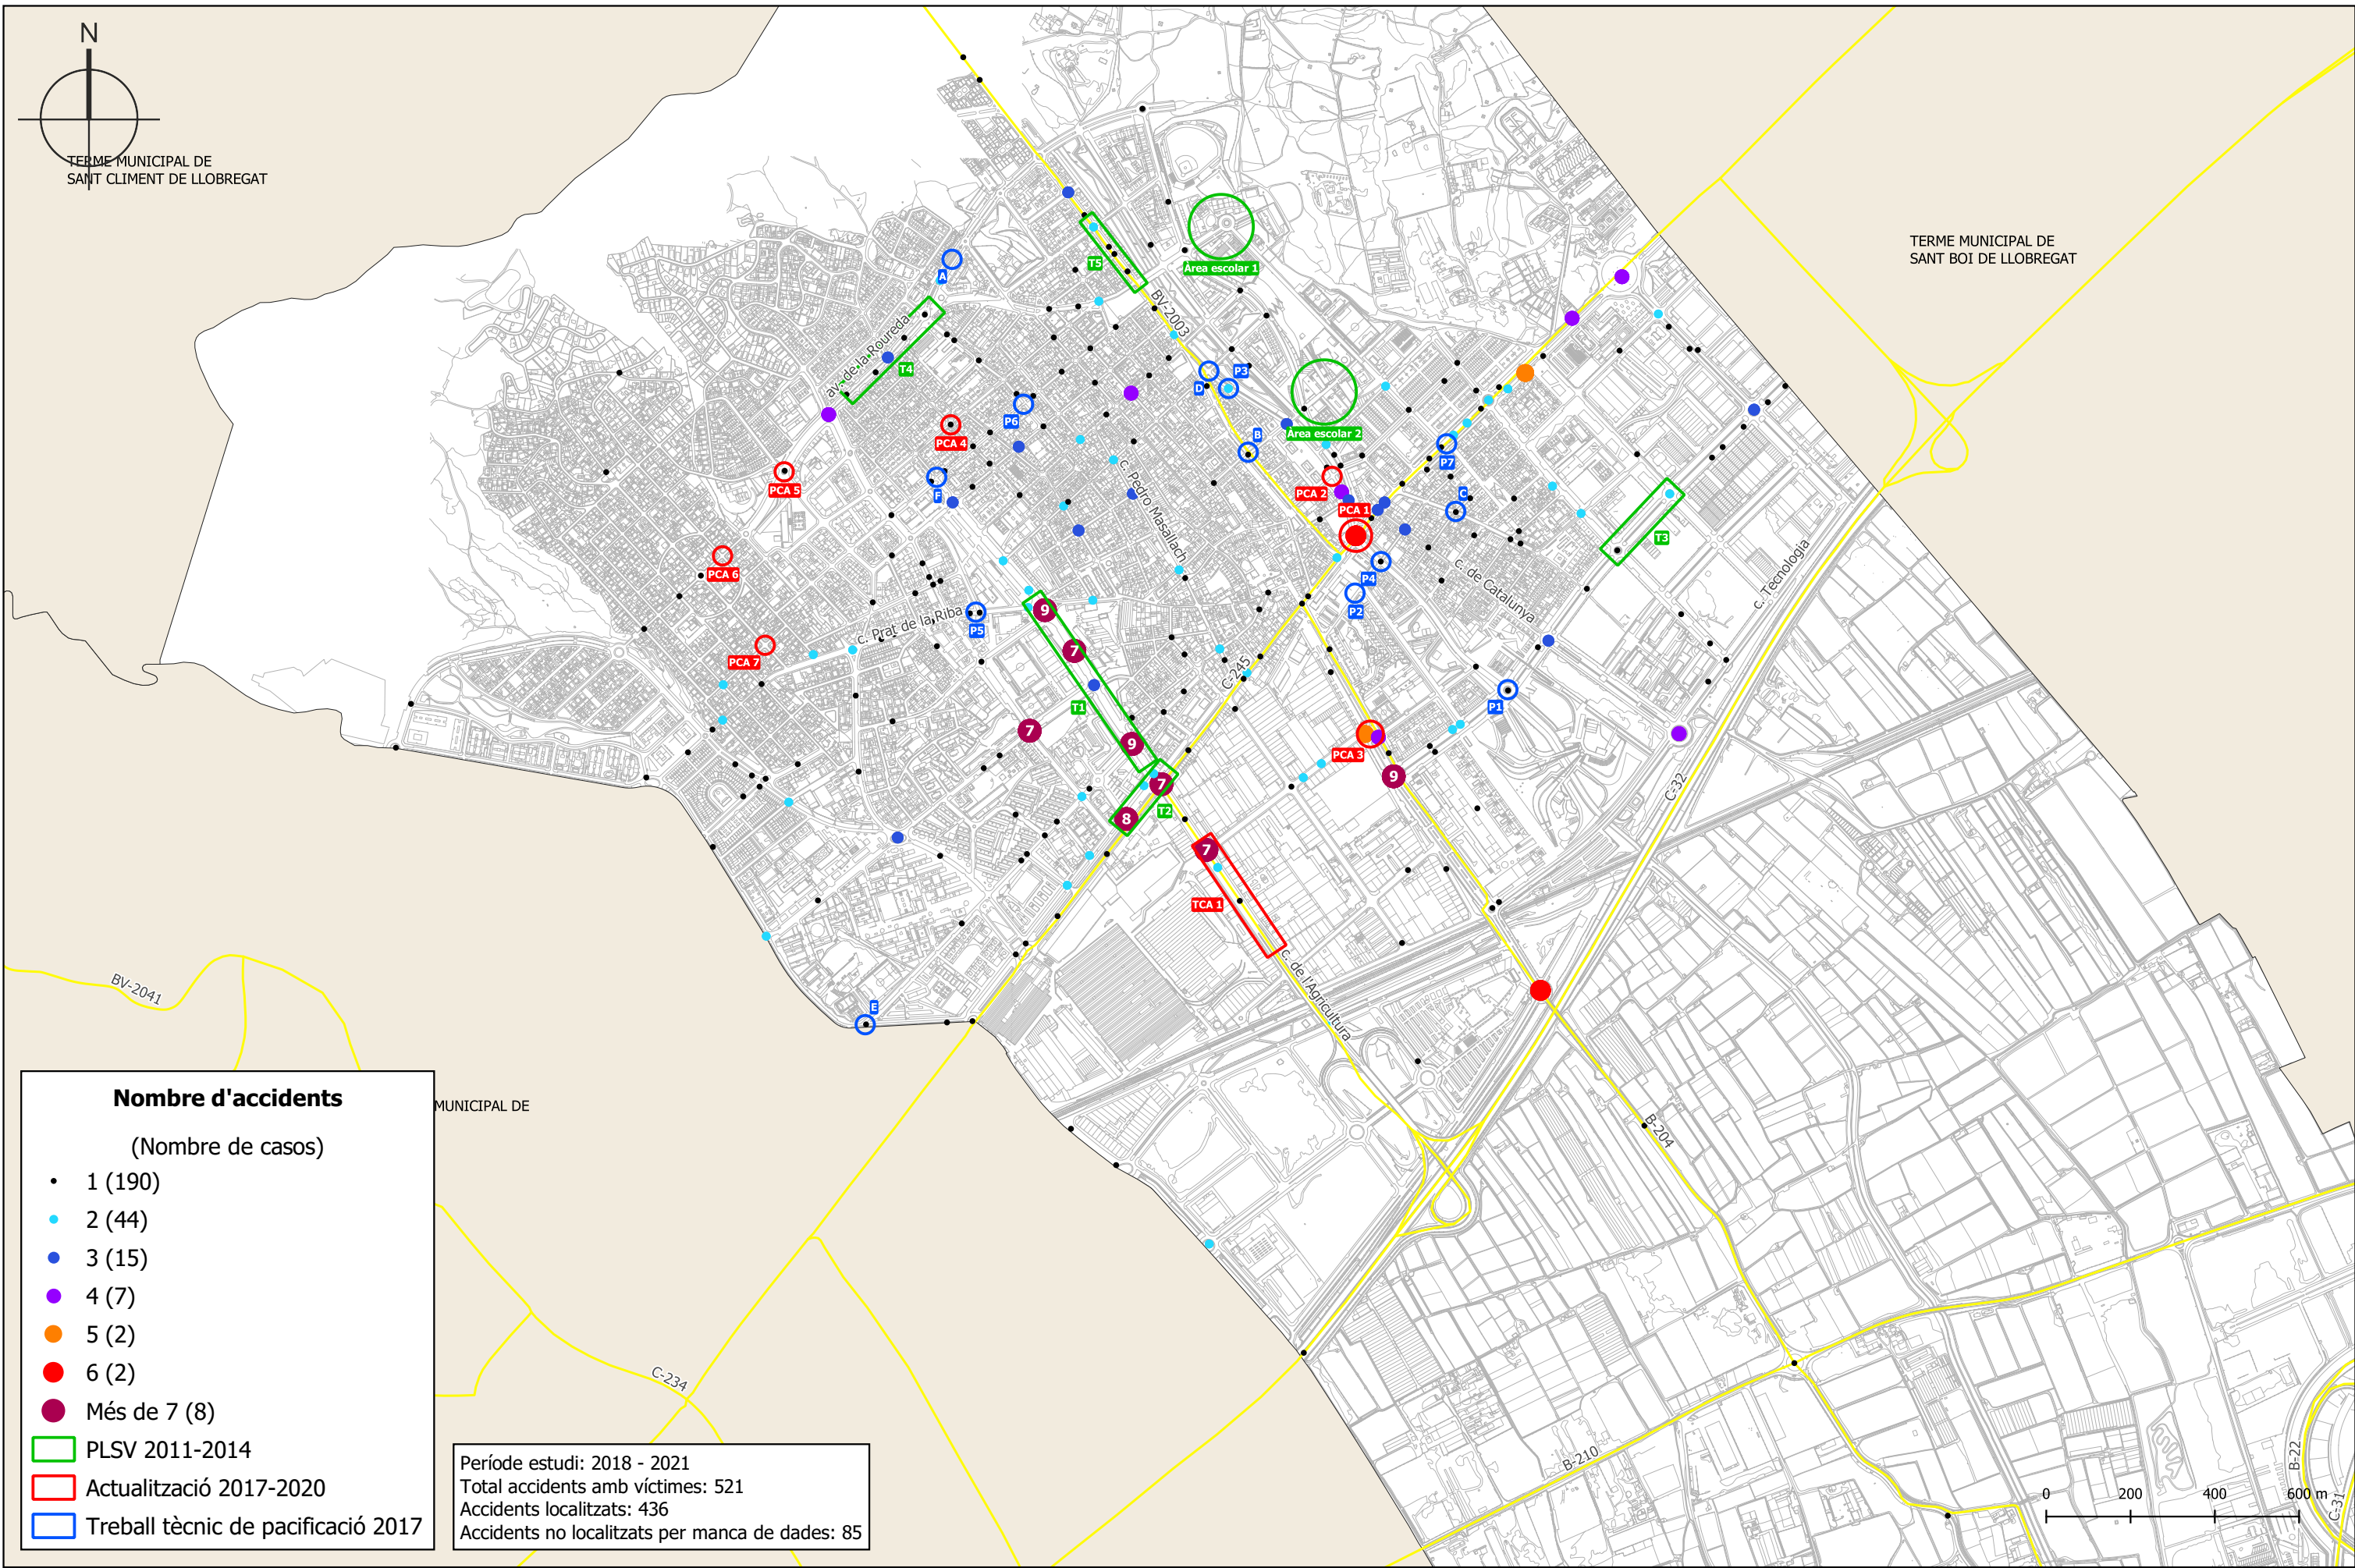 N
TERME MUNICIPAL DE
SANT CLIMENT DE LLOBREGAT
TERME MUNICIPAL DE
SANT BOI DE LLOBREGAT
Àrea escolar 1
T5
A
BV-2003
av. de la Roureda
T4
P3
D
P6
Àrea escolar 2
B
PCA 4
P7
PCA 5
F
PCA 2
C
c. Pedro Masallach
PCA 1
T3
PCA 6
P4
c. de Catalunya
c. Tecnologia
P2
9
c. Prat de la Riba
P5
7
PCA 7
C-245
T1
P1
7
9
PCA 3
9
7
C-32
T2
8
7
TCA 1
c. de l'Agricultura
BV-2041
E
B-204
MUNICIPAL DE
C-234
B-210
B-22
C-31
Nombre d'accidents
(Nombre de casos)
1 (190)
2 (44)
3 (15)
4 (7)
5 (2)
6 (2)
Més de 7 (8)
PLSV 2011-2014
Actualització 2017-2020
Treball tècnic de pacificació 2017
Període estudi: 2018 - 2021
Total accidents amb víctimes: 521
Accidents localitzats: 436
Accidents no localitzats per manca de dades: 85
0 200 400 600 m